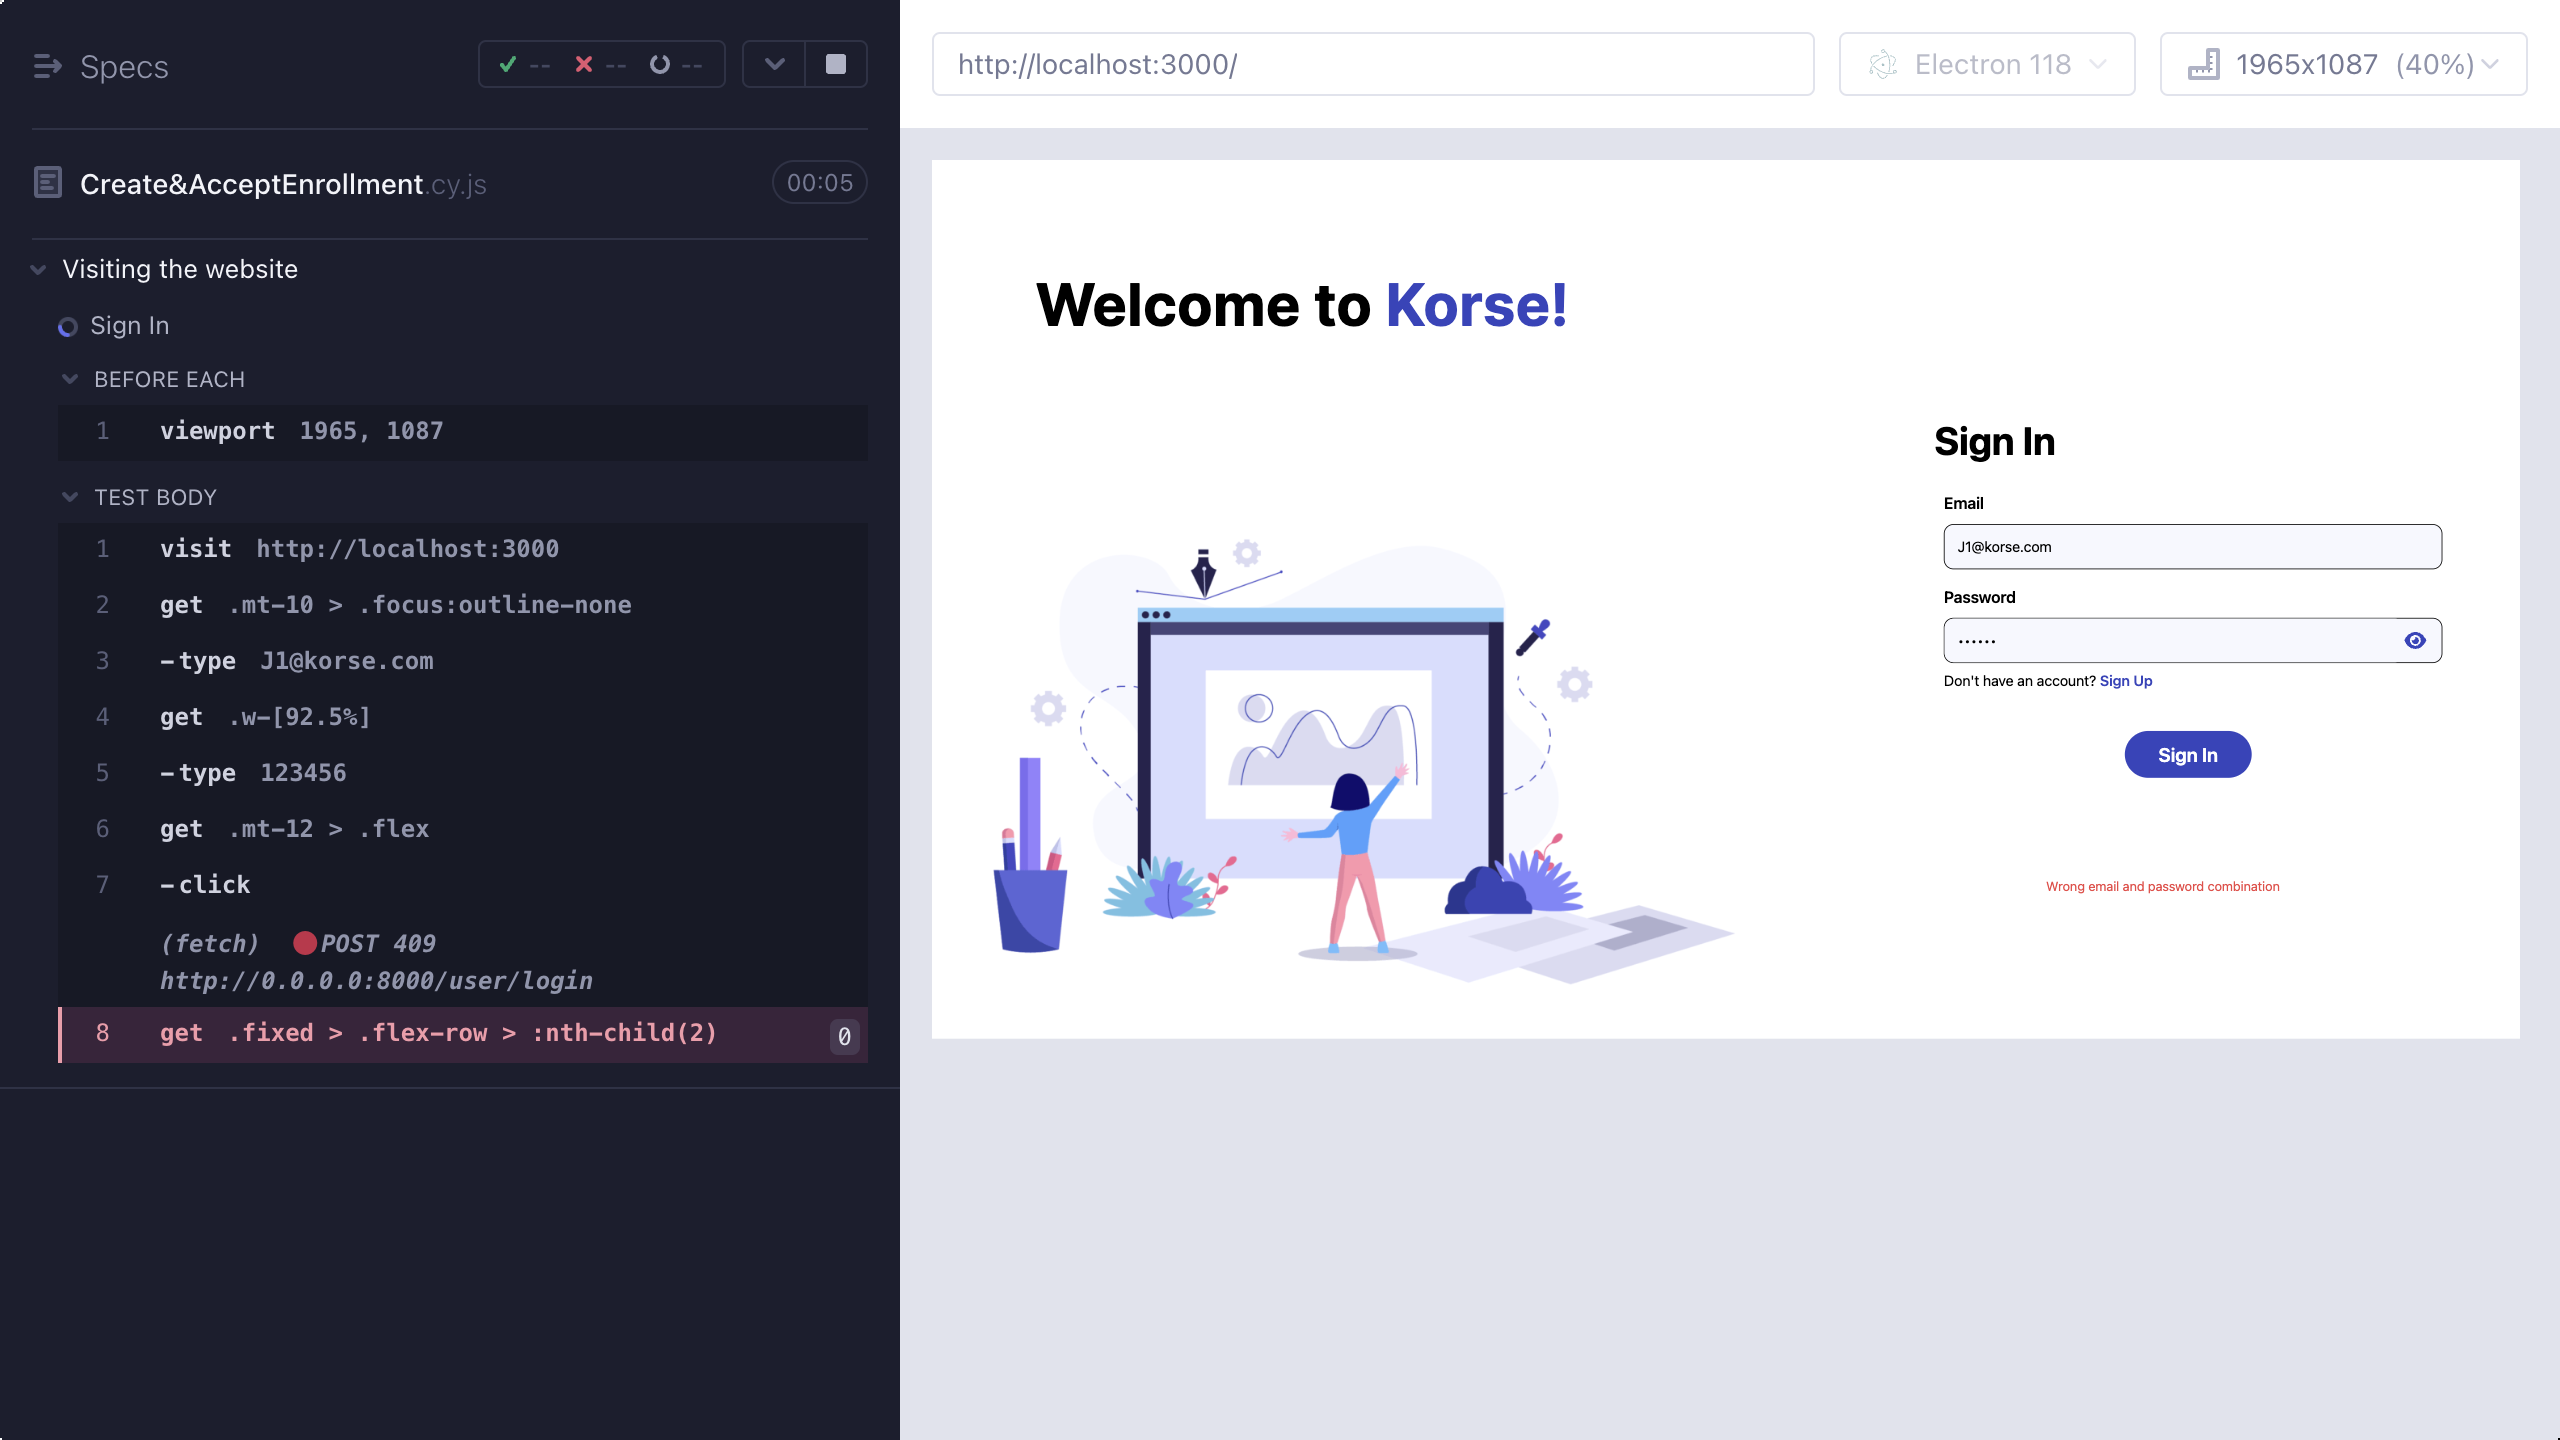 Specs
-- -- --
Create&AcceptEnrollment.cy.js 00:05
Visiting the website
Sign In
BEFORE EACH
1 viewport 1965, 1087
TEST BODY
1 visit http://localhost:3000
2 get .mt-10 > .focus:outline-none
3 -type J1@korse.com
4 get .w-[92.5%]
5 -type 123456
6 get .mt-12 > .flex
7 -click
(fetch) POST 409
http://0.0.0.0:8000/user/login
8 get .fixed > .flex-row > :nth-child(2) 0
http://localhost:3000/
Electron 118
1965x1087 (40%)
Welcome to Korse!
Sign In
Email
J1@korse.com
Password
••••••
Don't have an account? Sign Up
Sign In
Wrong email and password combination